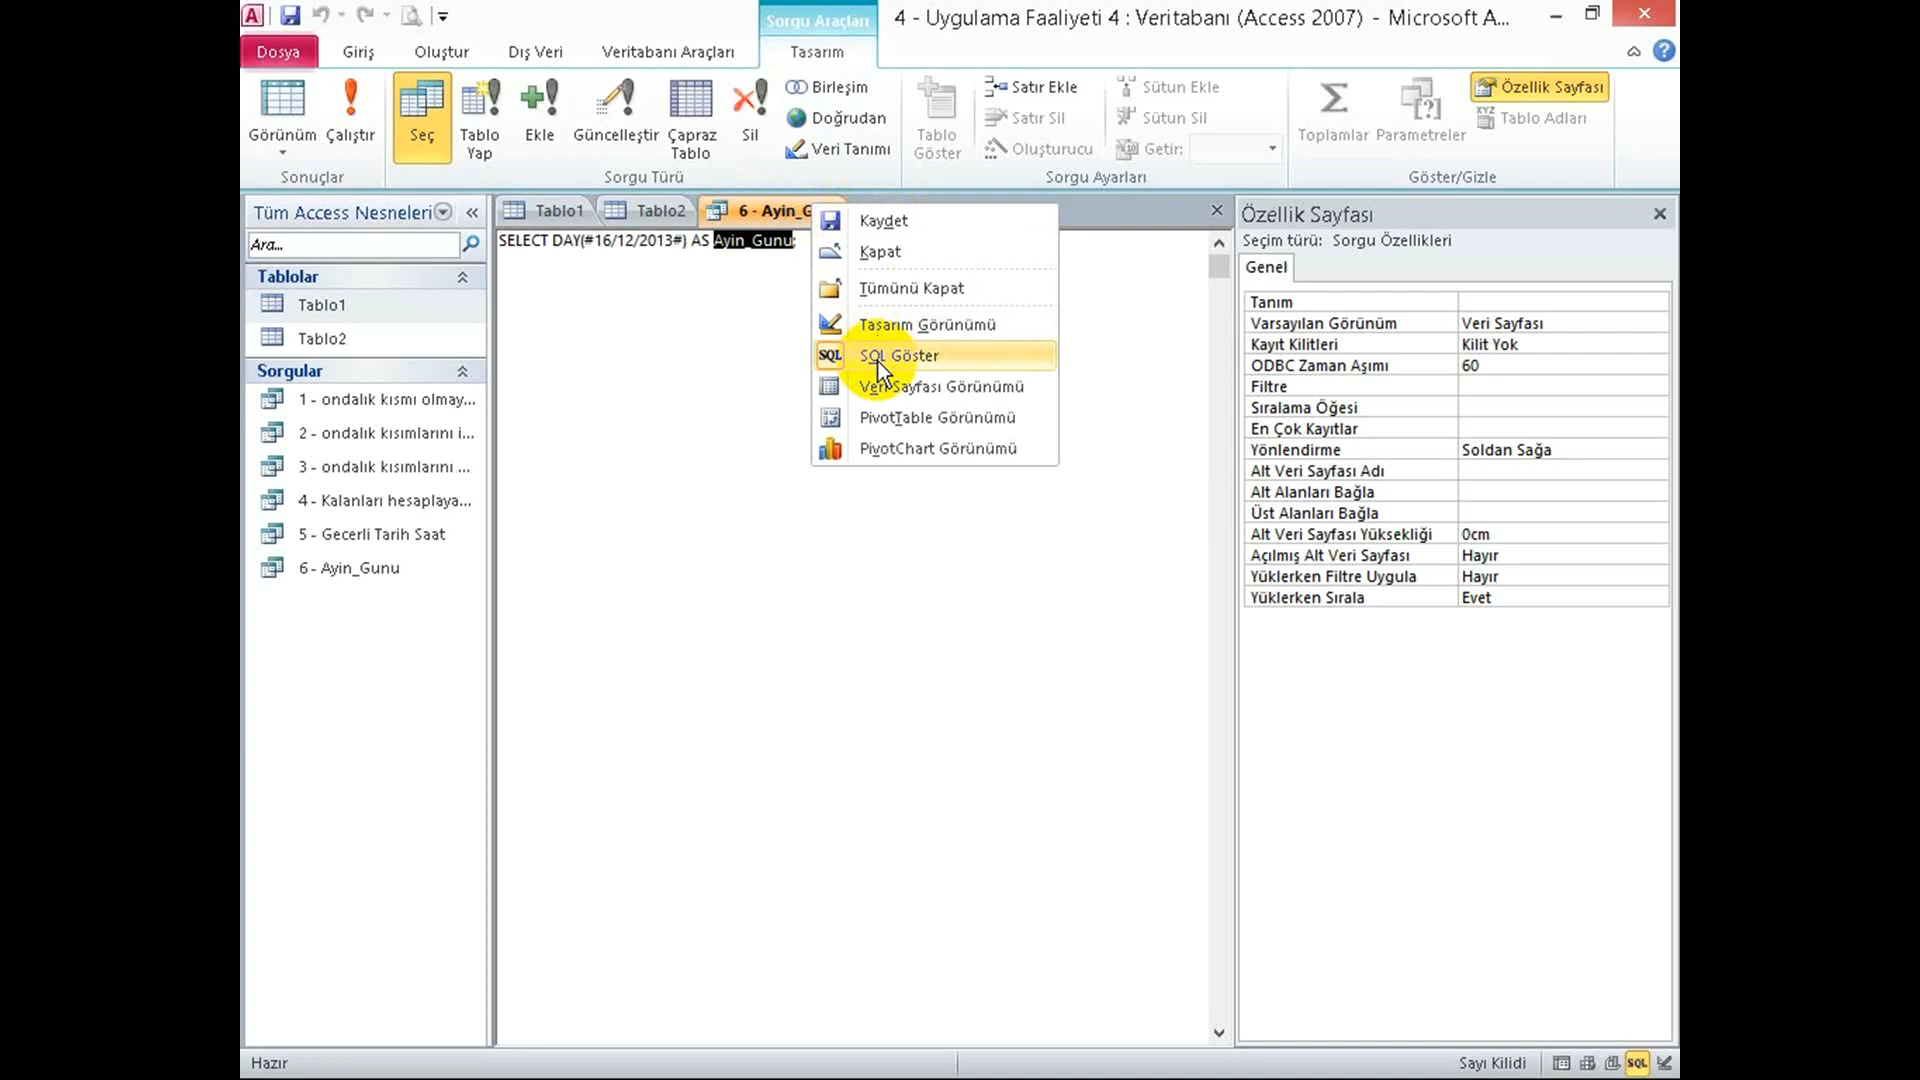 Sorgu Araçları
4 - Uygulama Faaliyeti 4 : Veritabanı (Access 2007) - Microsoft A...
Dosya
Giriş
Oluştur
Dış Veri
Veritabanı Araçları
Tasarım
Görünüm
Çalıştır
Sonuçlar
Seç
Tablo Yap
Ekle
Güncelleştir
Çapraz Tablo
Sil
Birleşim
Doğrudan
Veri Tanımı
Sorgu Türü
Tablo Göster
Satır Ekle
Satır Sil
Oluşturucu
Sütun Ekle
Sütun Sil
Getir:
Sorgu Ayarları
Toplamlar
Parametreler
Özellik Sayfası
XYZ Tablo Adları
Göster/Gizle
Tüm Access Nesneleri
Ara...
Tablolar
Tablo1
Tablo2
Sorgular
1 - ondalık kısmı olmay...
2 - ondalık kısımlarını i...
3 - ondalık kısımlarını ...
4 - Kalanları hesaplaya...
5 - Gecerli Tarih Saat
6 - Ayin_Gunu
Tablo1
Tablo2
6 - Ayin_G
SELECT DAY(#16/12/2013#) AS Ayin_Gunu;
Kaydet
Kapat
Tümünü Kapat
Tasarım Görünümü
SQL SQL Göster
Veri Sayfası Görünümü
PivotTable Görünümü
PivotChart Görünümü
Özellik Sayfası
Seçim türü: Sorgu Özellikleri
Genel
Tanım
Varsayılan Görünüm Veri Sayfası
Kayıt Kilitleri Kilit Yok
ODBC Zaman Aşımı 60
Filtre
Sıralama Öğesi
En Çok Kayıtlar
Yönlendirme Soldan Sağa
Alt Veri Sayfası Adı
Alt Alanları Bağla
Üst Alanları Bağla
Alt Veri Sayfası Yüksekliği 0cm
Açılmış Alt Veri Sayfası Hayır
Yüklerken Filtre Uygula Hayır
Yüklerken Sırala Evet
Hazır
Sayı Kilidi
SQL